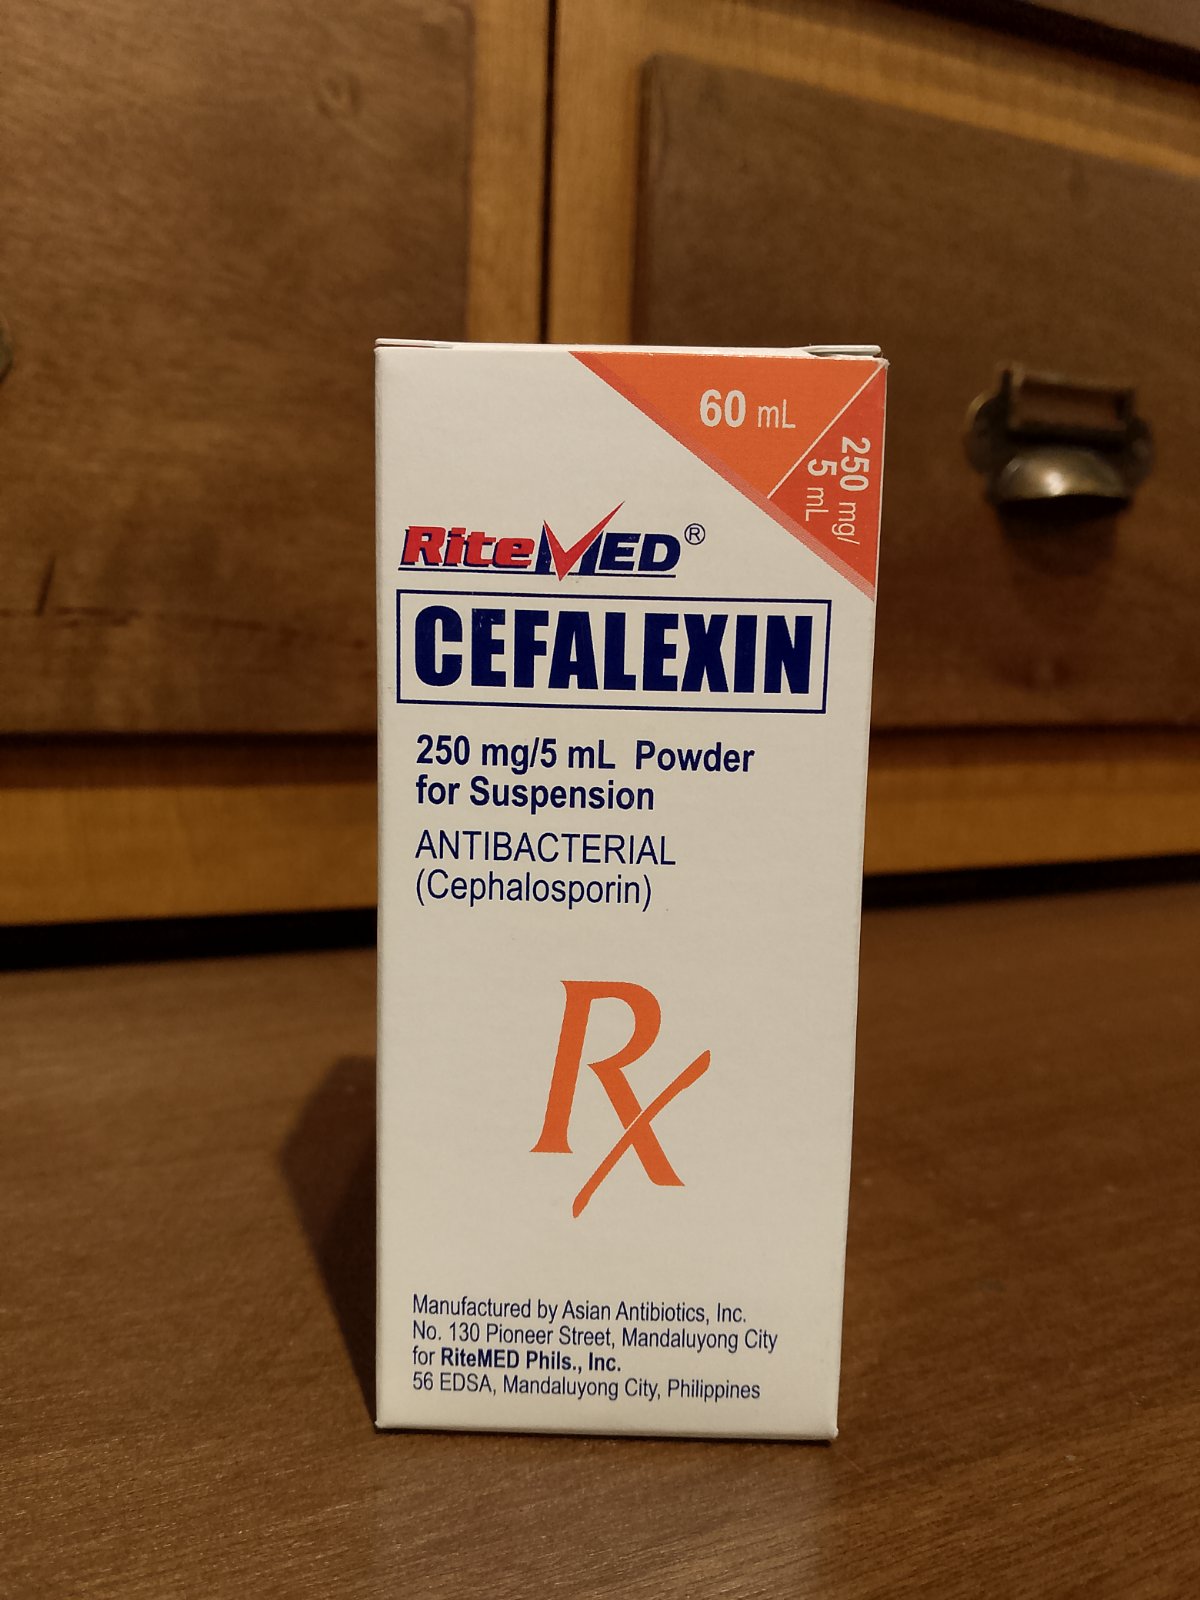 60 mL
250 mg/
5 mL
RiteMED®
CEFALEXIN
250 mg/5 mL Powder
for Suspension
ANTIBACTERIAL
(Cephalosporin)
Rx
Manufactured by Asian Antibiotics, Inc.
No. 130 Pioneer Street, Mandaluyong City
for RiteMED Phils., Inc.
56 EDSA, Mandaluyong City, Philippines